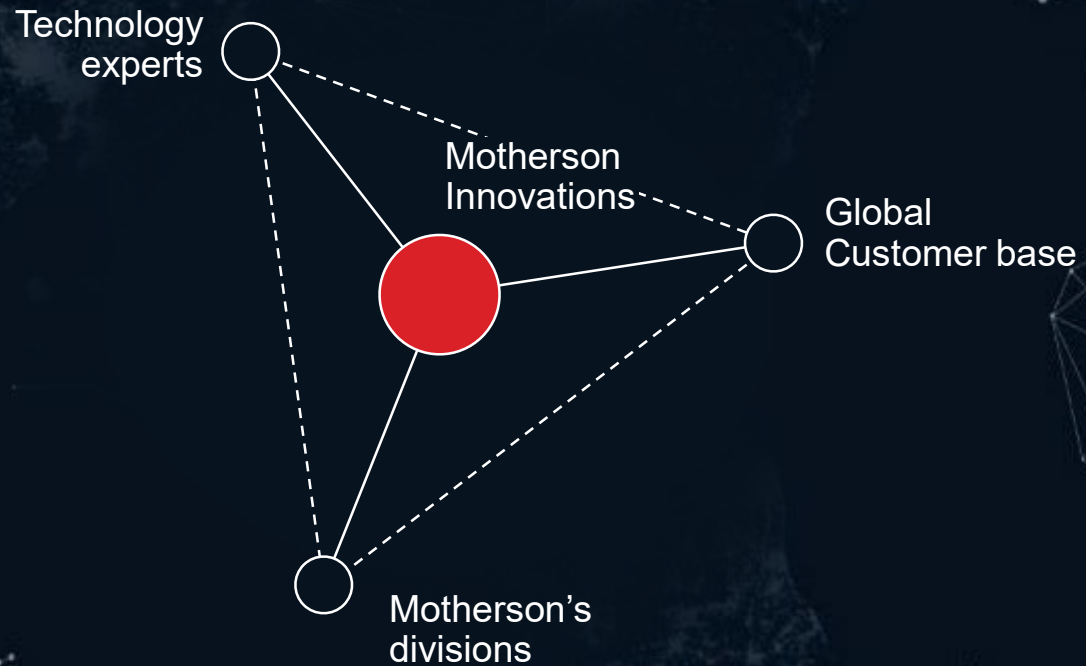 Technology
experts
Motherson
Innovations
Global
Customer base
Motherson’s
divisions